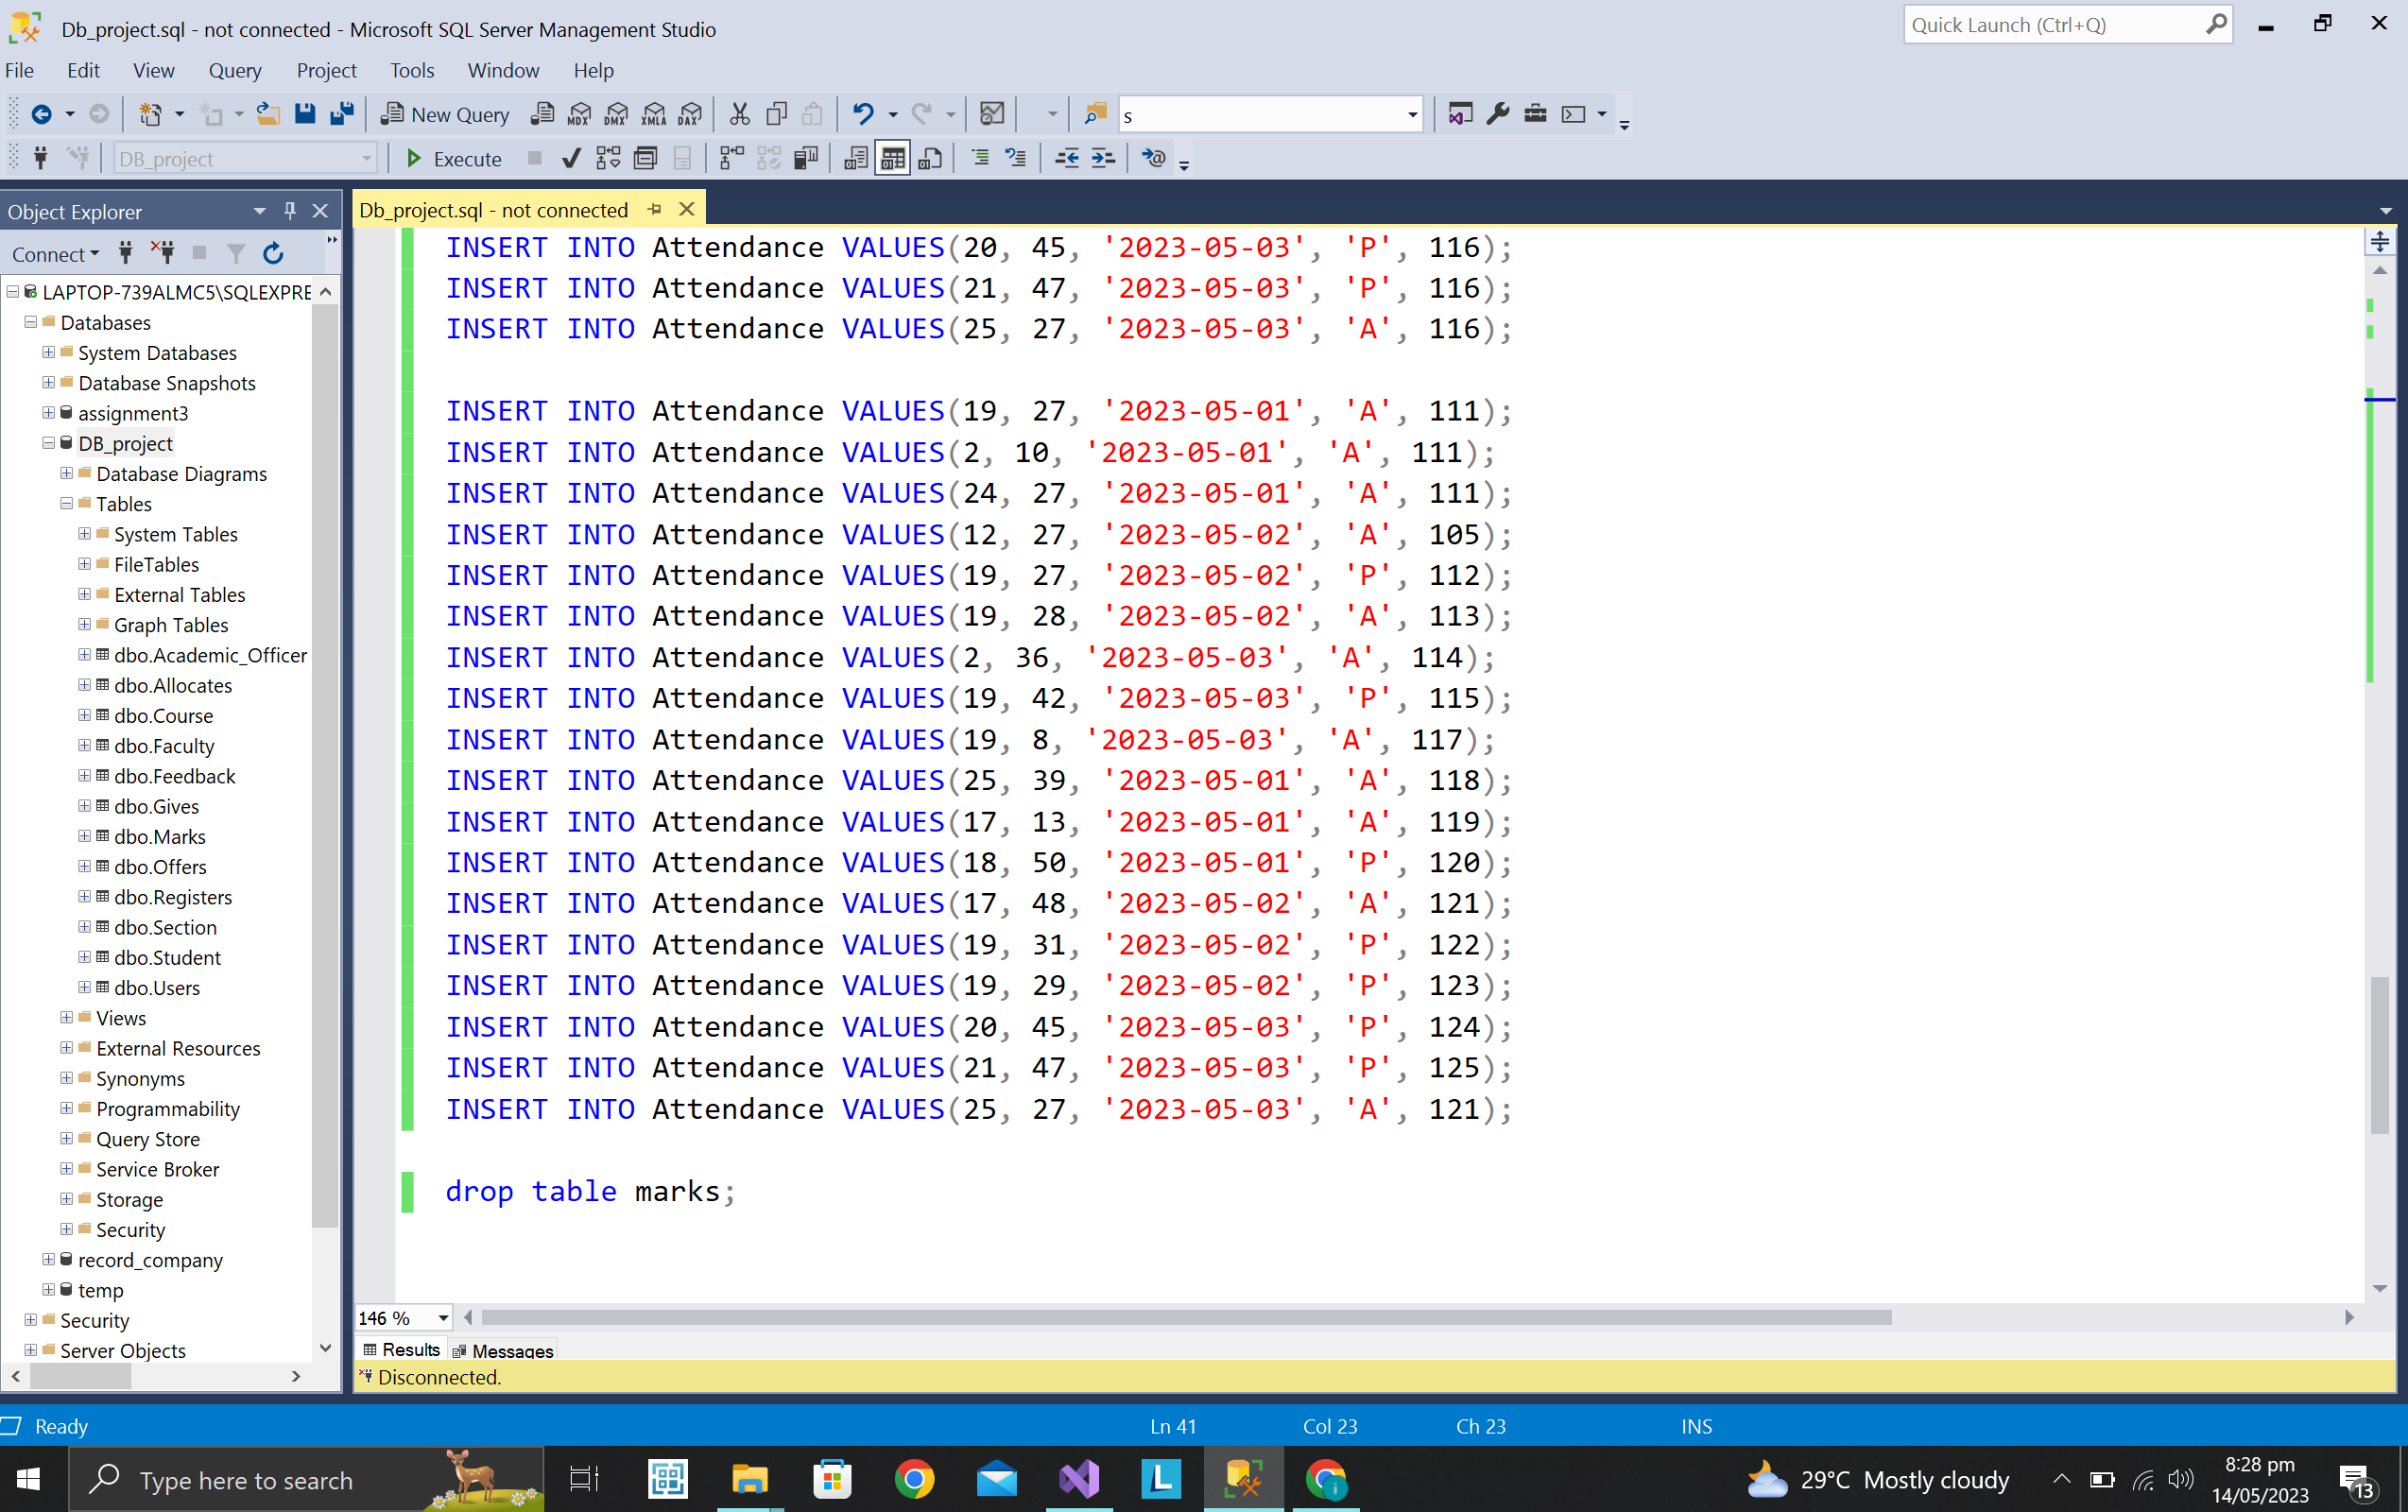 Db_project.sql - not connected - Microsoft SQL Server Management Studio
Quick Launch (Ctrl+Q)
File Edit View Query Project Tools Window Help
New Query MDX DMX XMLA DAX s
DB_project Execute
Object Explorer
Connect
LAPTOP-739ALMC5\SQLEXPRE
Databases
System Databases
Database Snapshots
assignment3
DB_project
Database Diagrams
Tables
System Tables
FileTables
External Tables
Graph Tables
dbo.Academic_Officer
dbo.Allocates
dbo.Course
dbo.Faculty
dbo.Feedback
dbo.Gives
dbo.Marks
dbo.Offers
dbo.Registers
dbo.Section
dbo.Student
dbo.Users
Views
External Resources
Synonyms
Programmability
Query Store
Service Broker
Storage
Security
record_company
temp
Security
Server Objects
Db_project.sql - not connected
INSERT INTO Attendance VALUES(20, 45, '2023-05-03', 'P', 116);
INSERT INTO Attendance VALUES(21, 47, '2023-05-03', 'P', 116);
INSERT INTO Attendance VALUES(25, 27, '2023-05-03', 'A', 116);
INSERT INTO Attendance VALUES(19, 27, '2023-05-01', 'A', 111);
INSERT INTO Attendance VALUES(2, 10, '2023-05-01', 'A', 111);
INSERT INTO Attendance VALUES(24, 27, '2023-05-01', 'A', 111);
INSERT INTO Attendance VALUES(12, 27, '2023-05-02', 'A', 105);
INSERT INTO Attendance VALUES(19, 27, '2023-05-02', 'P', 112);
INSERT INTO Attendance VALUES(19, 28, '2023-05-02', 'A', 113);
INSERT INTO Attendance VALUES(2, 36, '2023-05-03', 'A', 114);
INSERT INTO Attendance VALUES(19, 42, '2023-05-03', 'P', 115);
INSERT INTO Attendance VALUES(19, 8, '2023-05-03', 'A', 117);
INSERT INTO Attendance VALUES(25, 39, '2023-05-01', 'A', 118);
INSERT INTO Attendance VALUES(17, 13, '2023-05-01', 'A', 119);
INSERT INTO Attendance VALUES(18, 50, '2023-05-01', 'P', 120);
INSERT INTO Attendance VALUES(17, 48, '2023-05-02', 'A', 121);
INSERT INTO Attendance VALUES(19, 31, '2023-05-02', 'P', 122);
INSERT INTO Attendance VALUES(19, 29, '2023-05-02', 'P', 123);
INSERT INTO Attendance VALUES(20, 45, '2023-05-03', 'P', 124);
INSERT INTO Attendance VALUES(21, 47, '2023-05-03', 'P', 125);
INSERT INTO Attendance VALUES(25, 27, '2023-05-03', 'A', 121);
drop table marks;
146 %
Results Messages
Disconnected.
Ready Ln 41 Col 23 Ch 23 INS
Type here to search
L
29°C Mostly cloudy
8:28 pm
14/05/2023
13